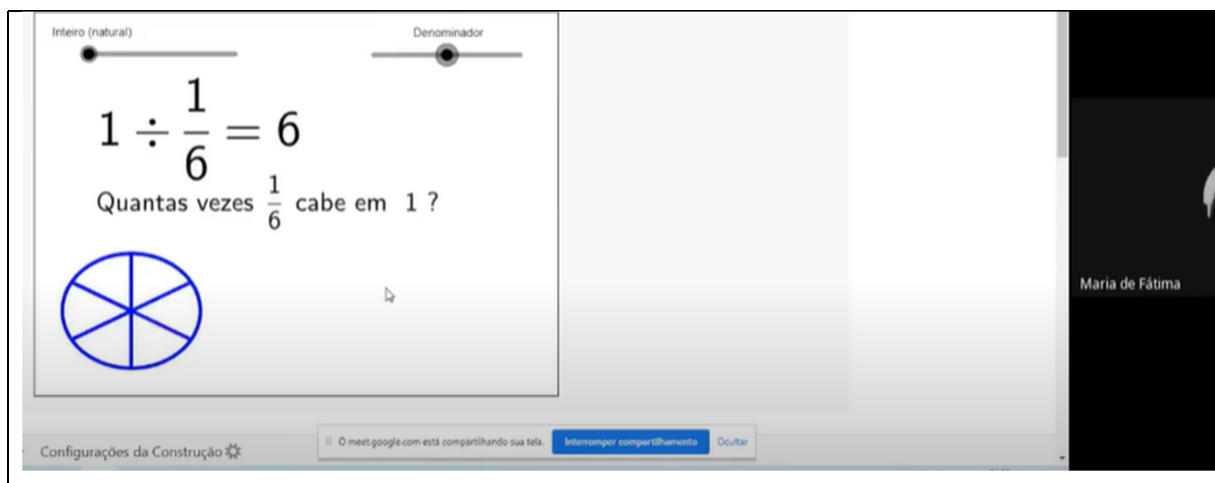 Inteiro (natural)
Denominador
1 ÷ 1/6 = 6
Quantas vezes 1/6 cabe em 1 ?
Maria de Fátima
O meet.google.com está compartilhando sua tela.
Interromper compartilhamento
Ocultar
Configurações da Construção